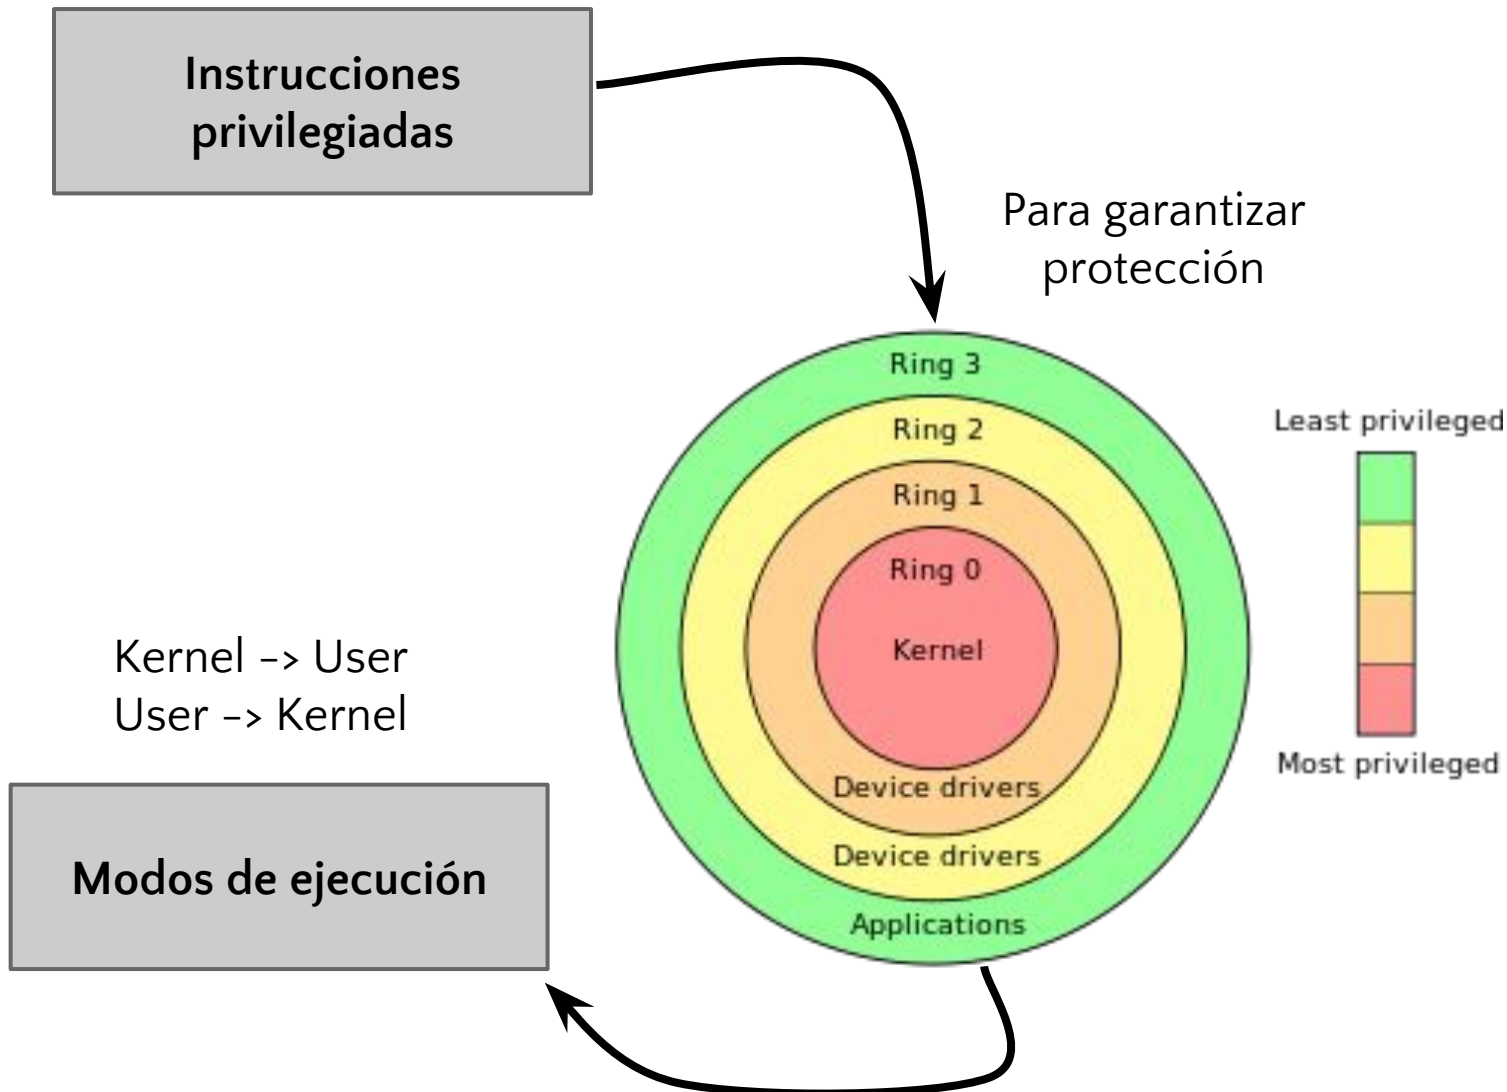 Instrucciones
privilegiadas
Para garantizar
protección
Ring 3
Ring 2
Ring 1
Ring 0
Kernel
Device drivers
Device drivers
Applications
Least privileged
Most privileged
Kernel -> User
User -> Kernel
Modos de ejecución